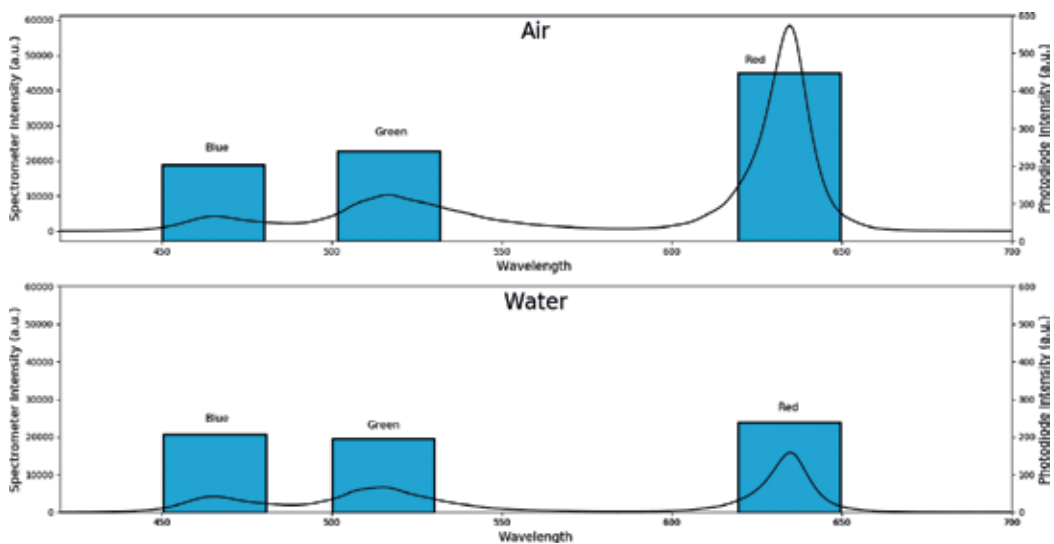 Air
Spectrometer Intensity (a.u.)
60000
50000
40000
30000
20000
10000
0
Blue
Green
Red
600
500
400
300
200
100
0
Photodiode Intensity (a.u.)
450
500
550
600
650
700
Wavelength
Water
Spectrometer Intensity (a.u.)
60000
50000
40000
30000
20000
10000
0
Blue
Green
Red
600
500
400
300
200
100
0
Photodiode Intensity (a.u.)
450
500
550
600
650
700
Wavelength